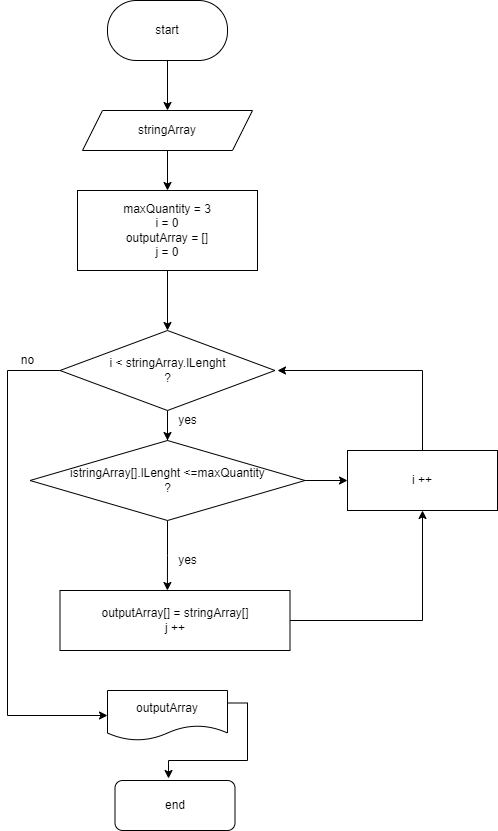 start
stringArray
maxQuantity = 3
i = 0
outputArray = []
j = 0
no
i < stringArray.lLenght
?
yes
istringArray[].lLenght <=maxQuantity
?
i ++
yes
outputArray[] = stringArray[]
j ++
outputArray
end